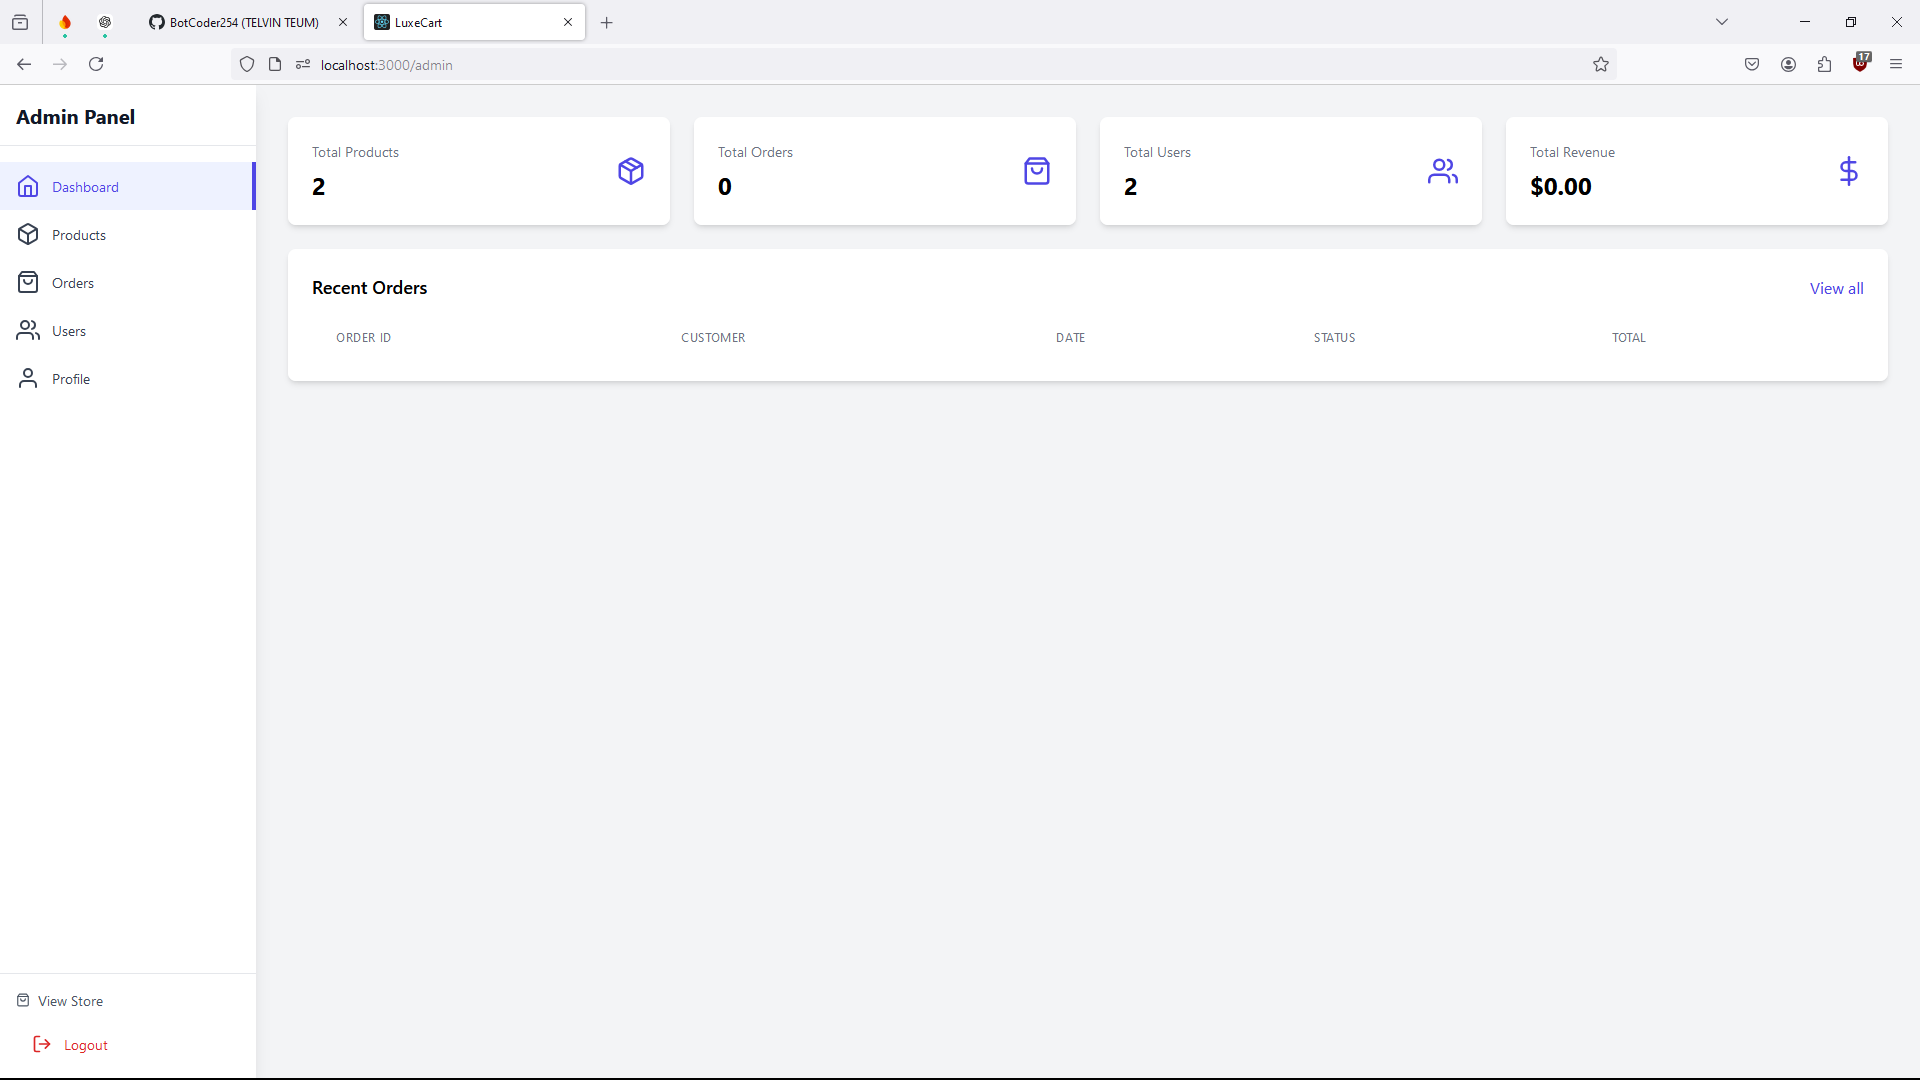 BotCoder254 (TELVIN TEUM)
LuxeCart
localhost:3000/admin
17
Admin Panel
Dashboard
Products
Orders
Users
Profile
View Store
Logout
Total Products
2
Total Orders
0
Total Users
2
Total Revenue
$0.00
Recent Orders
View all
ORDER ID CUSTOMER DATE STATUS TOTAL